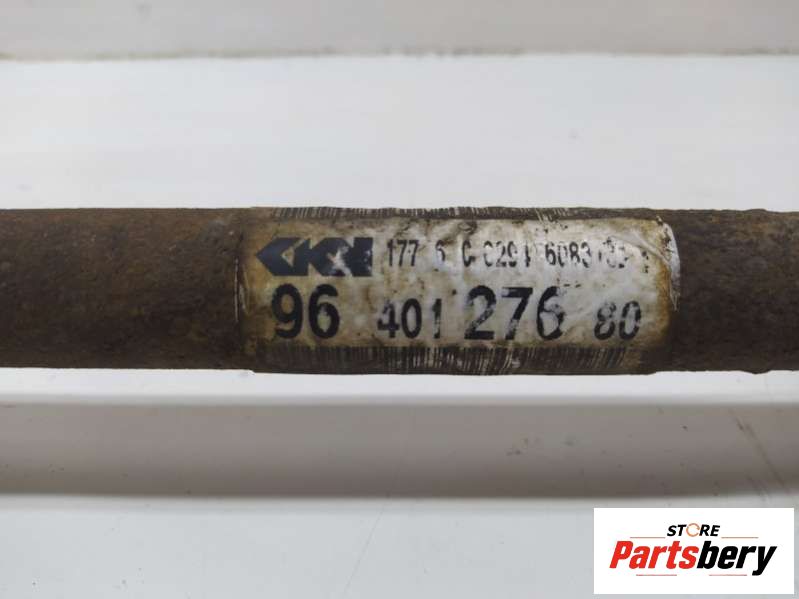 GKN 177
96 401 276 80
STORE
Partsbery